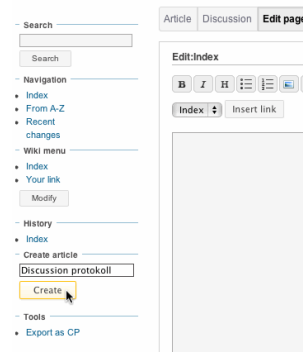 Search
Search
Navigation
Index
From A-Z
Recent
changes
Wiki menu
Index
Your link
Modify
History
Index
Create article
Discussion protokoll
Create
Tools
Export as CP
Article Discussion Edit page
Edit:Index
B I H
Index Insert link